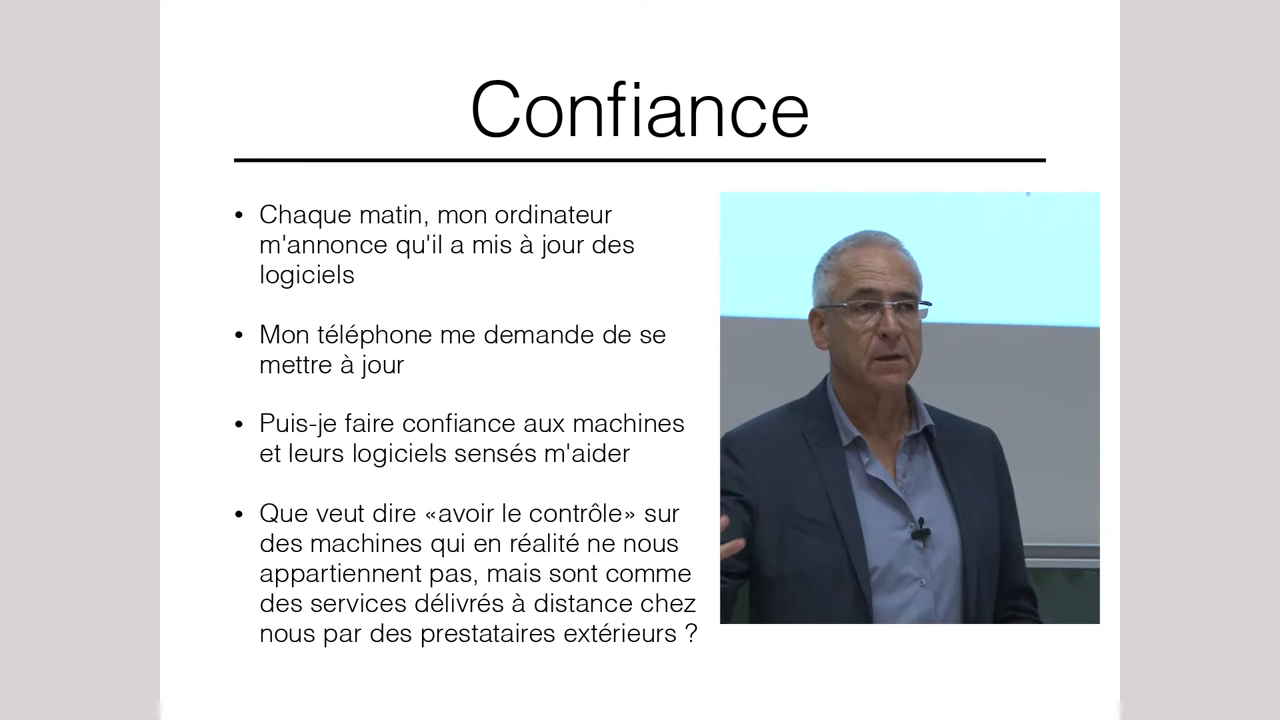 Confiance
• Chaque matin, mon ordinateur
m'annonce qu'il a mis à jour des
logiciels
• Mon téléphone me demande de se
mettre à jour
• Puis-je faire confiance aux machines
et leurs logiciels sensés m'aider
• Que veut dire «avoir le contrôle» sur
des machines qui en réalité ne nous
appartiennent pas, mais sont comme
des services délivrés à distance chez
nous par des prestataires extérieurs ?